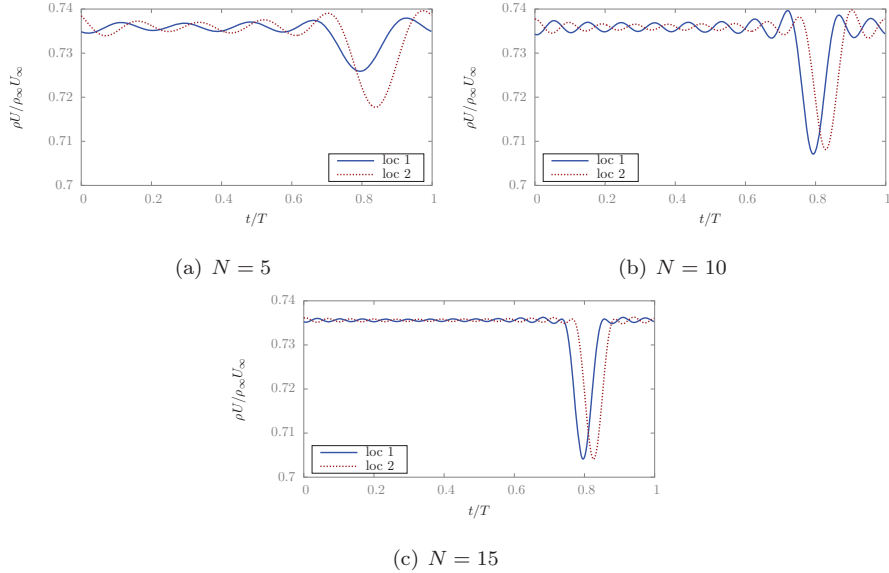 0.74
0.73
0.72
0.71
0.7
0 0.2 0.4 0.6 0.8 1
ρU/ρ∞U∞
t/T
loc 1
loc 2
(a) N = 5
0.74
0.73
0.72
0.71
0.7
0 0.2 0.4 0.6 0.8 1
ρU/ρ∞U∞
t/T
loc 1
loc 2
(b) N = 10
0.74
0.73
0.72
0.71
0.7
0 0.2 0.4 0.6 0.8 1
ρU/ρ∞U∞
t/T
loc 1
loc 2
(c) N = 15